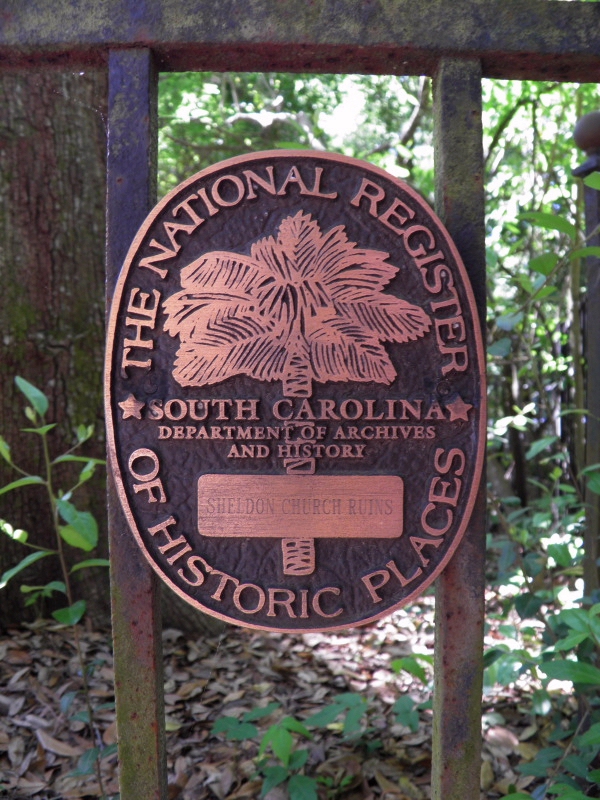 THE NATIONAL REGISTER
OF HISTORIC PLACES
SOUTH CAROLINA
DEPARTMENT OF ARCHIVES
AND HISTORY
SHELDON CHURCH RUINS